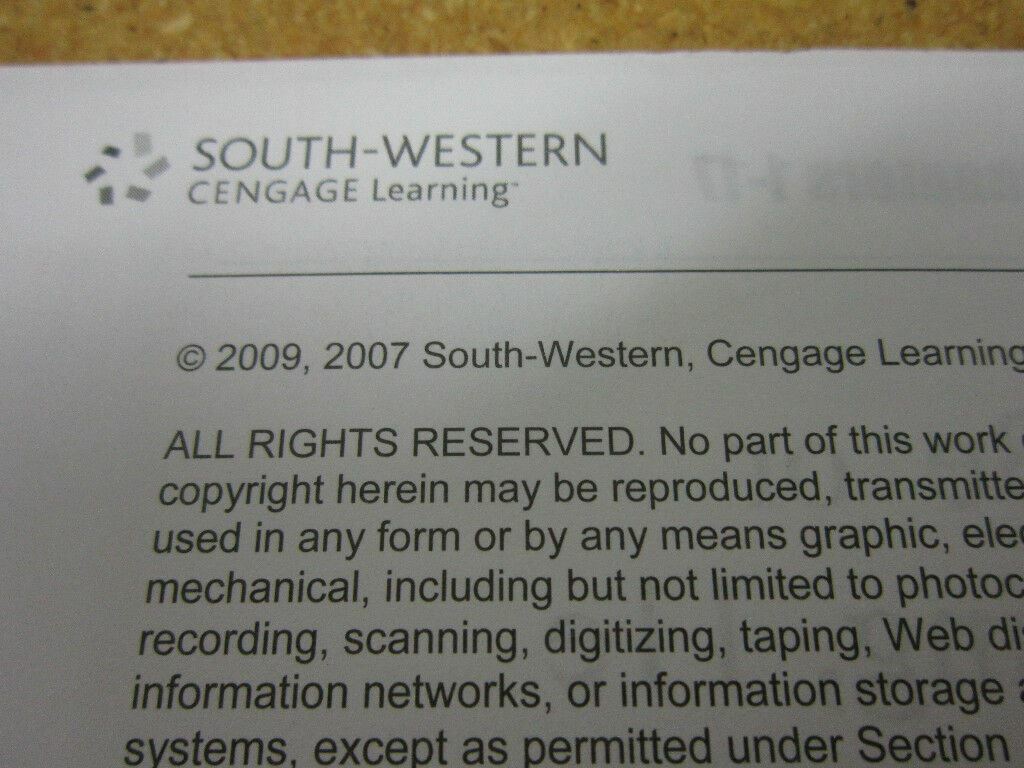 SOUTH-WESTERN
CENGAGE Learning™
© 2009, 2007 South-Western, Cengage Learning
ALL RIGHTS RESERVED. No part of this work
copyright herein may be reproduced, transmitte
used in any form or by any means graphic, elec
mechanical, including but not limited to photoc
recording, scanning, digitizing, taping, Web di
information networks, or information storage
systems, except as permitted under Section